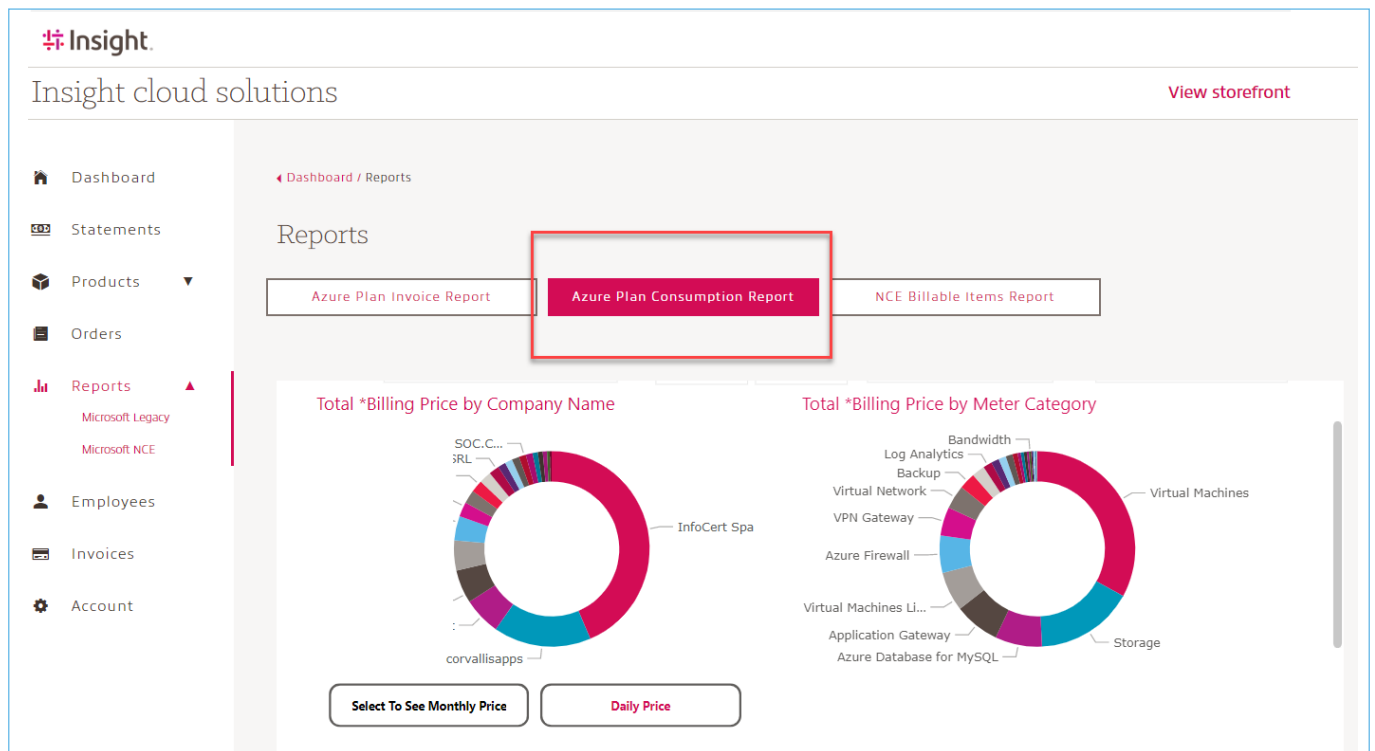 Insight.
Insight cloud solutions
View storefront
Dashboard
Statements
Products
Orders
Reports
Microsoft Legacy
Microsoft NCE
Employees
Invoices
Account
Dashboard / Reports
Reports
Azure Plan Invoice Report
Azure Plan Consumption Report
NCE Billable Items Report
Total *Billing Price by Company Name
SOC.C...
SRL
InfoCert Spa
corvallisapps
Total *Billing Price by Meter Category
Bandwidth
Log Analytics
Backup
Virtual Network
VPN Gateway
Azure Firewall
Virtual Machines Li...
Application Gateway
Azure Database for MySQL
Virtual Machines
Storage
Select To See Monthly Price
Daily Price